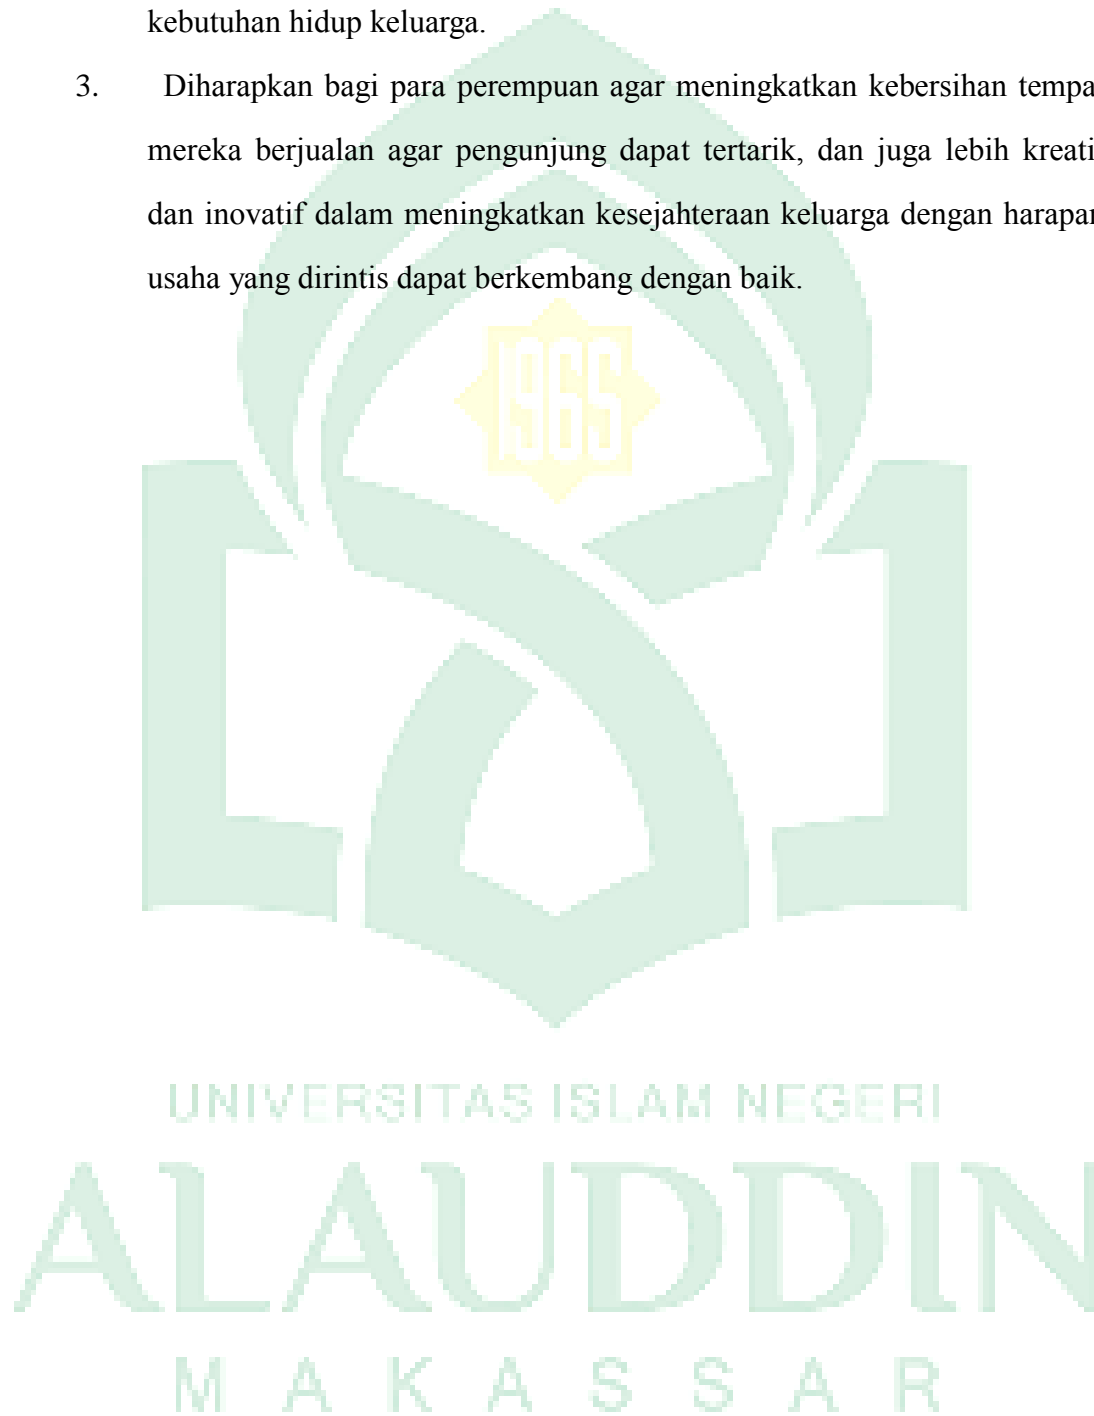 kebutuhan hidup keluarga.
3. Diharapkan bagi para perempuan agar meningkatkan kebersihan tempa
mereka berjualan agar pengunjung dapat tertarik, dan juga lebih kreati
dan inovatif dalam meningkatkan kesejahteraan keluarga dengan harapan
usaha yang dirintis dapat berkembang dengan baik.
1965
UNIVERSITAS ISLAM NEGERI
ALAUDDIN
MAKASSAR